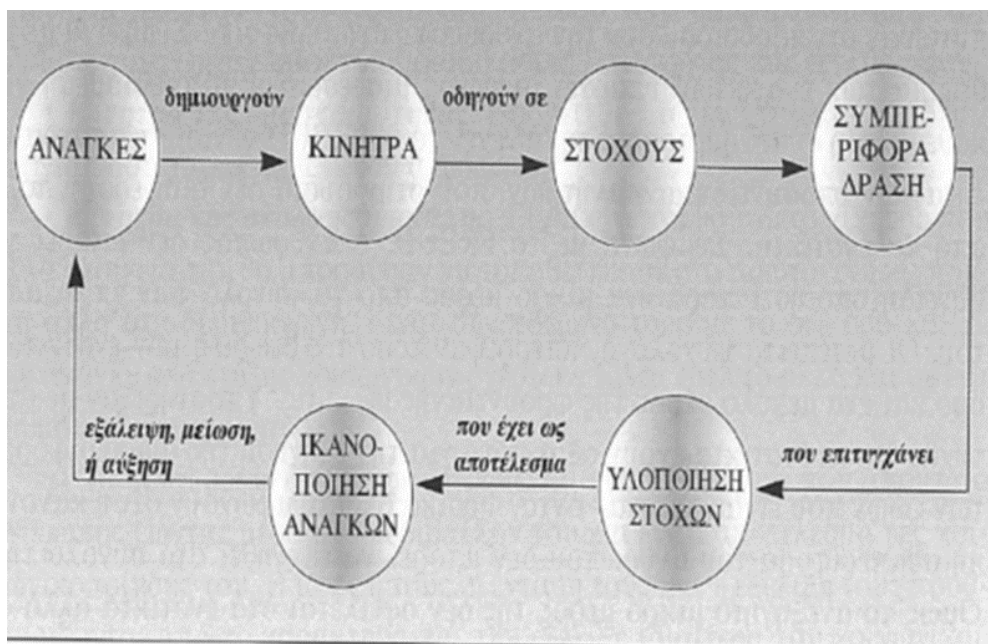 δημιουργούν
οδηγούν σε
ΑΝΑΓΚΕΣ
ΚΙΝΗΤΡΑ
ΣΤΟΧΟΥΣ
ΣΥΜΠΕ-
ΡΙΦΟΡΑ
ΔΡΑΣΗ
εξάλειψη, μείωση,
ή αύξηση
ΙΚΑΝΟ-
ΠΟΙΗΣΗ
ΑΝΑΓΚΩΝ
που έχει ως
αποτέλεσμα
ΥΛΟΠΟΙΗΣΗ
ΣΤΟΧΩΝ
που επιτυγχάνει